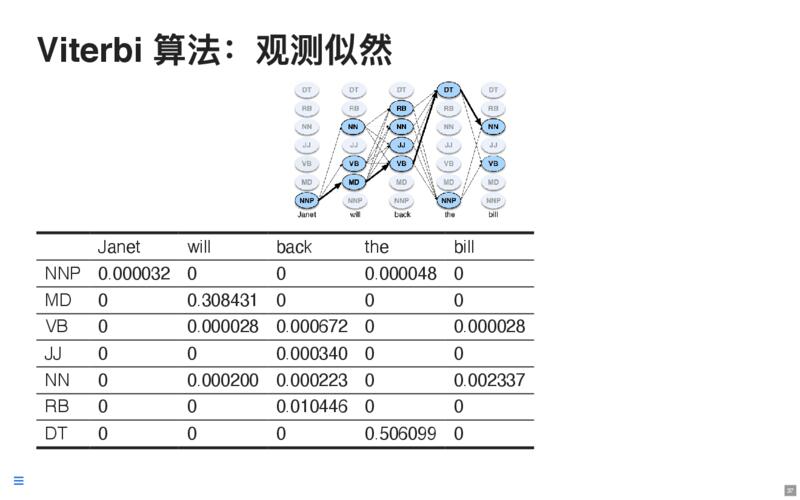 Viterbi 算法：观测似然
DT DT DT DT DT
RB RB RB RB RB
NN NN NN NN NN
JJ JJ JJ JJ JJ
VB VB VB VB VB
MD MD MD MD MD
NNP NNP NNP NNP NNP
Janet will back the bill
Janet will back the bill
NNP 0.000032 0 0 0.000048 0
MD 0 0.308431 0 0 0
VB 0 0.000028 0.000672 0 0.000028
JJ 0 0 0.000340 0 0
NN 0 0.000200 0.000223 0 0.002337
RB 0 0 0.010446 0 0
DT 0 0 0 0.506099 0
37